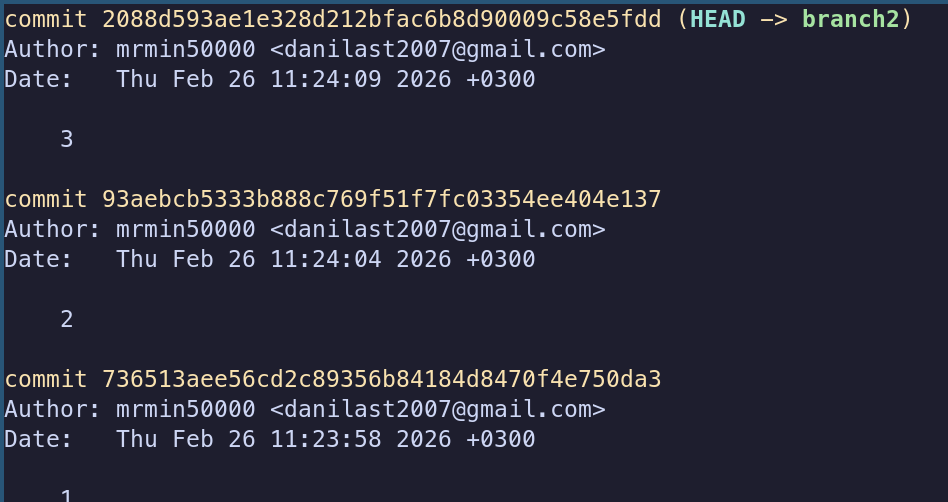 commit 2088d593ae1e328d212bfac6b8d90009c58e5fdd (HEAD -> branch2)
Author: mrmin50000 <danilast2007@gmail.com>
Date:   Thu Feb 26 11:24:09 2026 +0300
3
commit 93aebcb5333b888c769f51f7fc03354ee404e137
Author: mrmin50000 <danilast2007@gmail.com>
Date:   Thu Feb 26 11:24:04 2026 +0300
2
commit 736513aee56cd2c89356b84184d8470f4e750da3
Author: mrmin50000 <danilast2007@gmail.com>
Date:   Thu Feb 26 11:23:58 2026 +0300
1